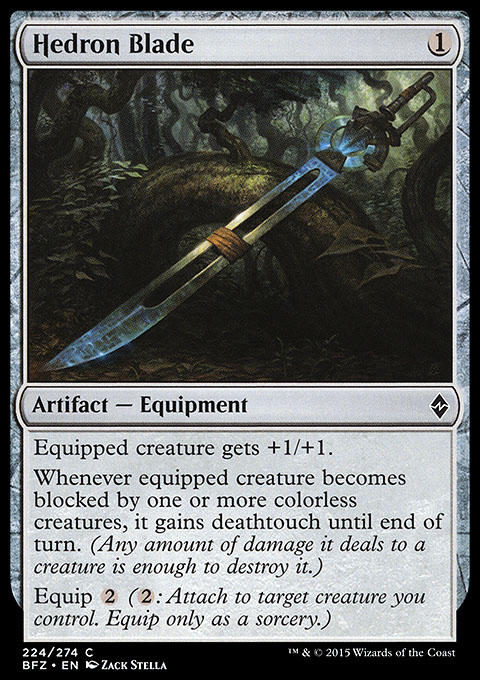 Hedron Blade 1
Artifact — Equipment
Equipped creature gets +1/+1.
Whenever equipped creature becomes
blocked by one or more colorless
creatures, it gains deathtouch until end of
turn. (Any amount of damage it deals to a
creature is enough to destroy it.)
Equip 2 (2: Attach to target creature you
control. Equip only as a sorcery.)
224/274 C
BFZ • EN Zack Stella
™ & © 2015 Wizards of the Coast